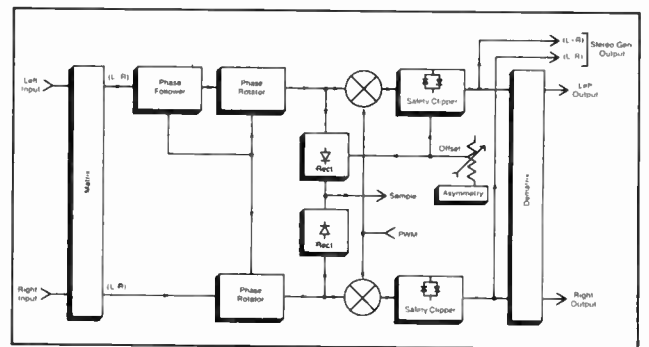 Left
Input
Matrix
(L+R)
Phase
Follower
Phase
Rotator
Safety Clipper
(L+R)
(L-R)
Stereo Gen
Output
Left
Output
Offset
Rect
Sample
Asymmetry
Rect
PWM
Dematrix
Right
Input
(L-R)
Phase
Rotator
Safety Clipper
Right
Output